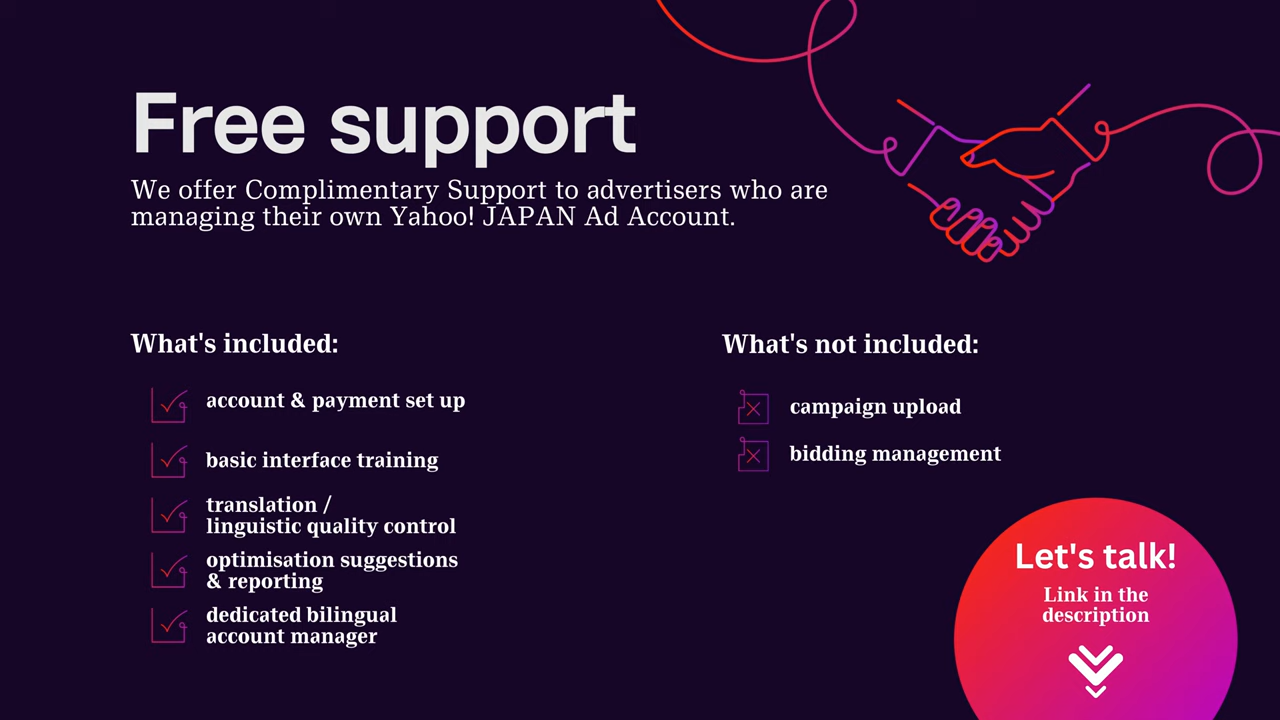 Free support
We offer Complimentary Support to advertisers who are
managing their own Yahoo! JAPAN Ad Account.
What's included:
account & payment set up
basic interface training
translation /
linguistic quality control
optimisation suggestions
& reporting
dedicated bilingual
account manager
What's not included:
campaign upload
bidding management
Let's talk!
Link in the
description